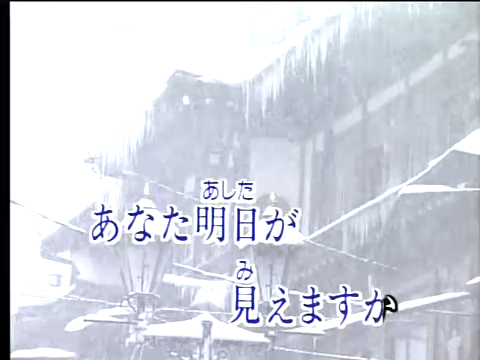 あした
あなた明日が
み
見えますか